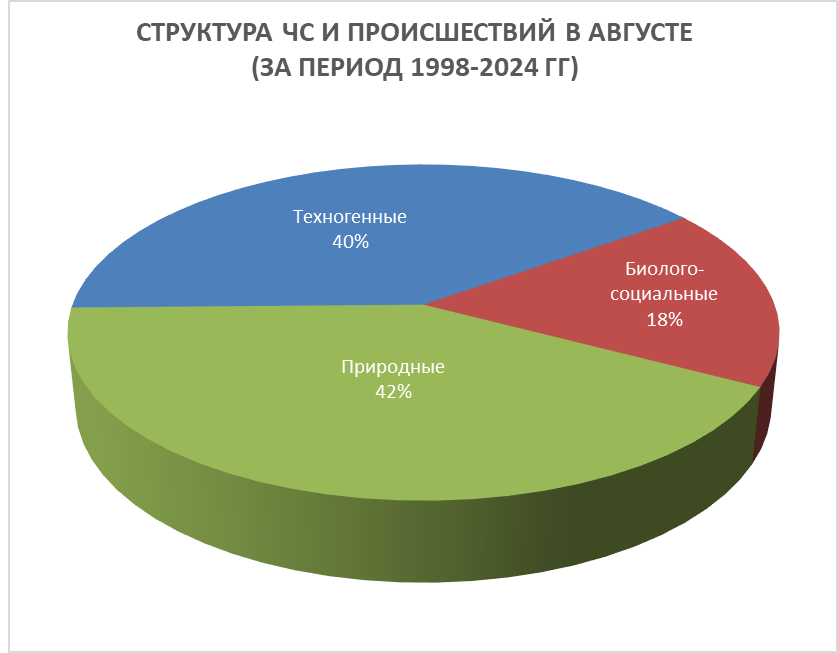 СТРУКТУРА ЧС И ПРОИСШЕСТВИЙ В АВГУСТЕ
(ЗА ПЕРИОД 1998-2024 ГГ)
Техногенные
40%
Биолого-
социальные
18%
Природные
42%